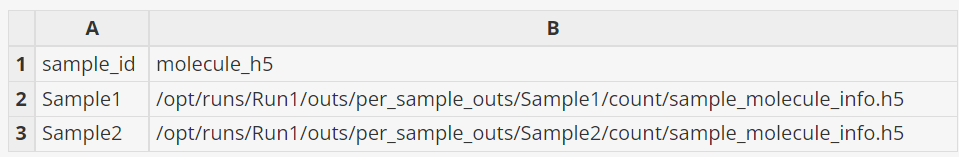 A B
1 sample_id molecule_h5
2 Sample1 /opt/runs/Run1/outs/per_sample_outs/Sample1/count/sample_molecule_info.h5
3 Sample2 /opt/runs/Run1/outs/per_sample_outs/Sample2/count/sample_molecule_info.h5